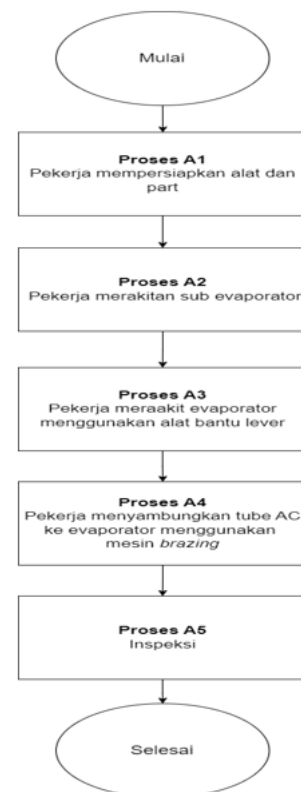 Mulai
Proses A1
Pekerja mempersiapkan alat dan
part
Proses A2
Pekerja merakitan sub evaporator
Proses A3
Pekerja meraakit evaporator
menggunakan alat bantu lever
Proses A4
Pekerja menyambungkan tube AC
ke evaporator menggunakan
mesin brazing
Proses A5
Inspeksi
Selesai